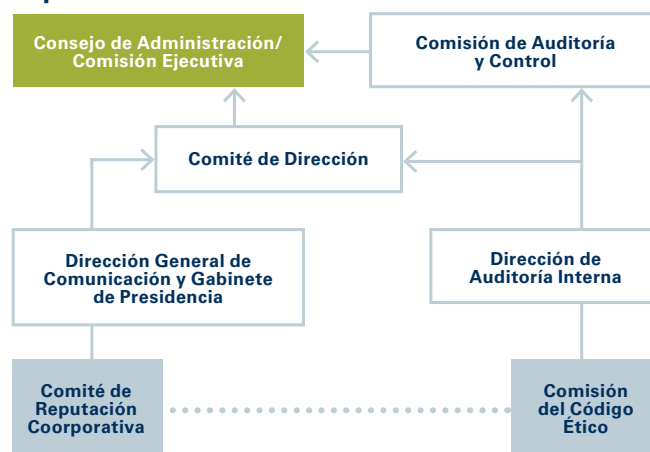 Consejo de Administración/
Comisión Ejecutiva
Comisión de Auditoría
y Control
Comité de Dirección
Dirección General de
Comunicación y Gabinete
de Presidencia
Dirección de
Auditoría Interna
Comité de
Reputación
Coorporativa
Comisión
del Código
Ético